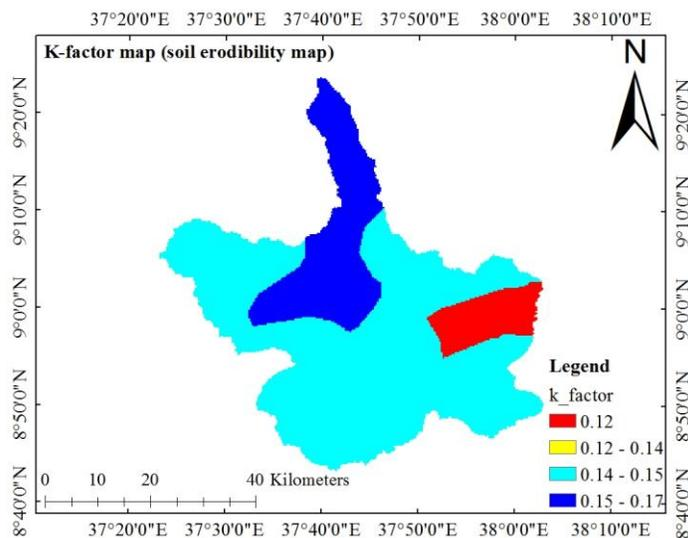 37°20'0"E 37°30'0"E 37°40'0"E 37°50'0"E 38°0'0"E 38°10'0"E
K-factor map (soil erodibility map)
N
9°20'0"N 9°20'0"N
9°10'0"N 9°10'0"N
9°0'0"N 9°0'0"N
8°50'0"N 8°50'0"N
8°40'0"N 8°40'0"N
Legend
k_factor
0.12
0.12 - 0.14
0.14 - 0.15
0.15 - 0.17
0 10 20 40 Kilometers
37°20'0"E 37°30'0"E 37°40'0"E 37°50'0"E 38°0'0"E 38°10'0"E